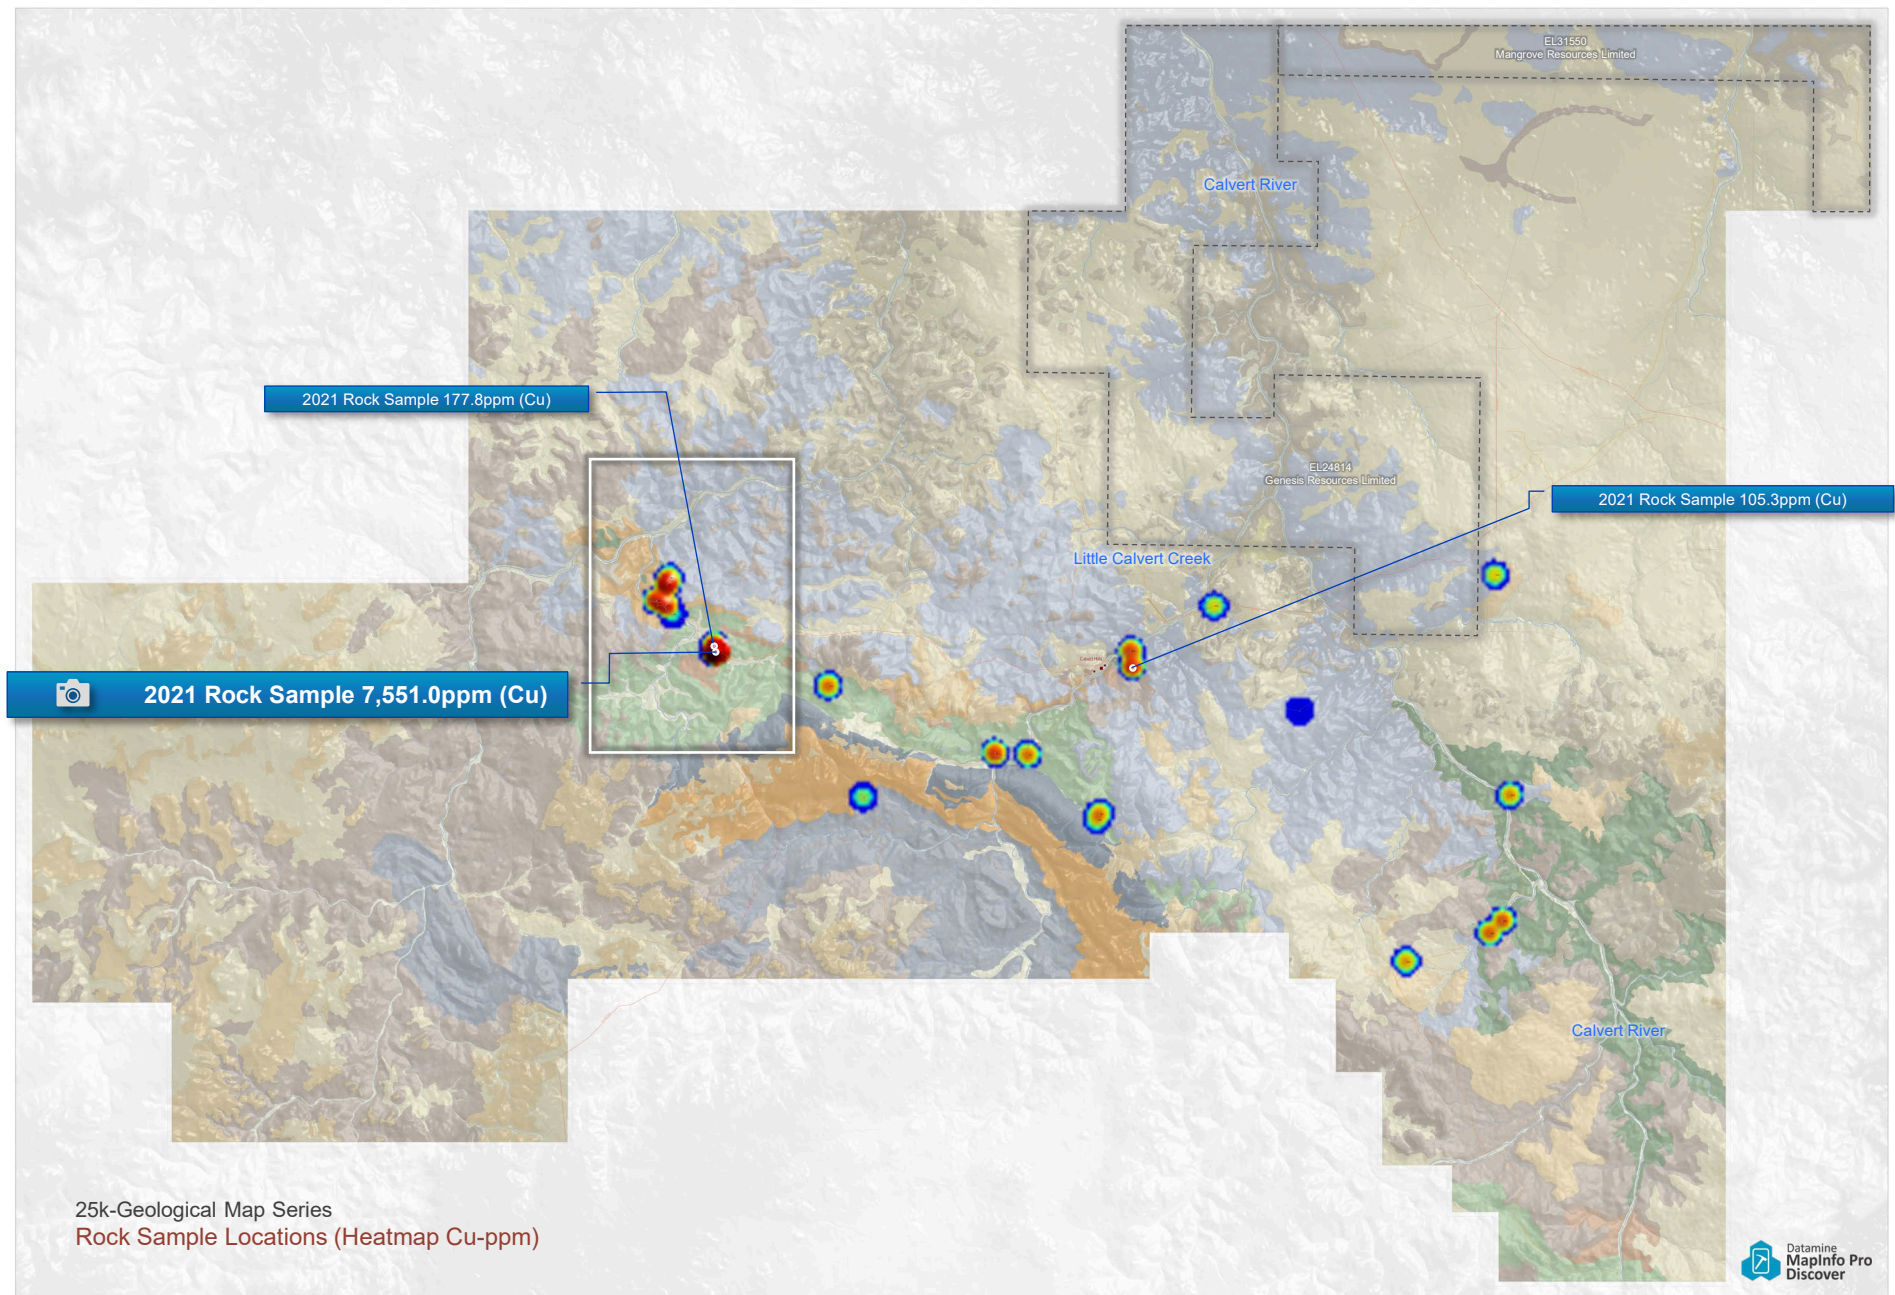 EL31550
Mangrove Resources Limited
Calvert River
2021 Rock Sample 177.8ppm (Cu)
EL24814
Genesis Resources Limited
2021 Rock Sample 105.3ppm (Cu)
Little Calvert Creek
2021 Rock Sample 7,551.0ppm (Cu)
Calvert River
25k-Geological Map Series
Rock Sample Locations (Heatmap Cu-ppm)
Datamine
MapInfo Pro
Discover